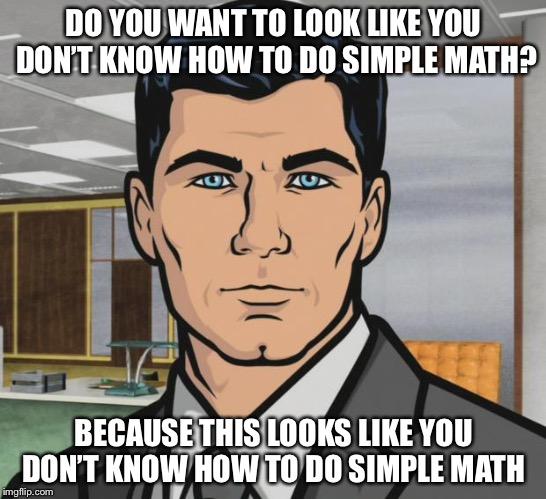 DO YOU WANT TO LOOK LIKE YOU
DON'T KNOW HOW TO DO SIMPLE MATH?
BECAUSE THIS LOOKS LIKE YOU
DON'T KNOW HOW TO DO SIMPLE MATH
imgflip.com